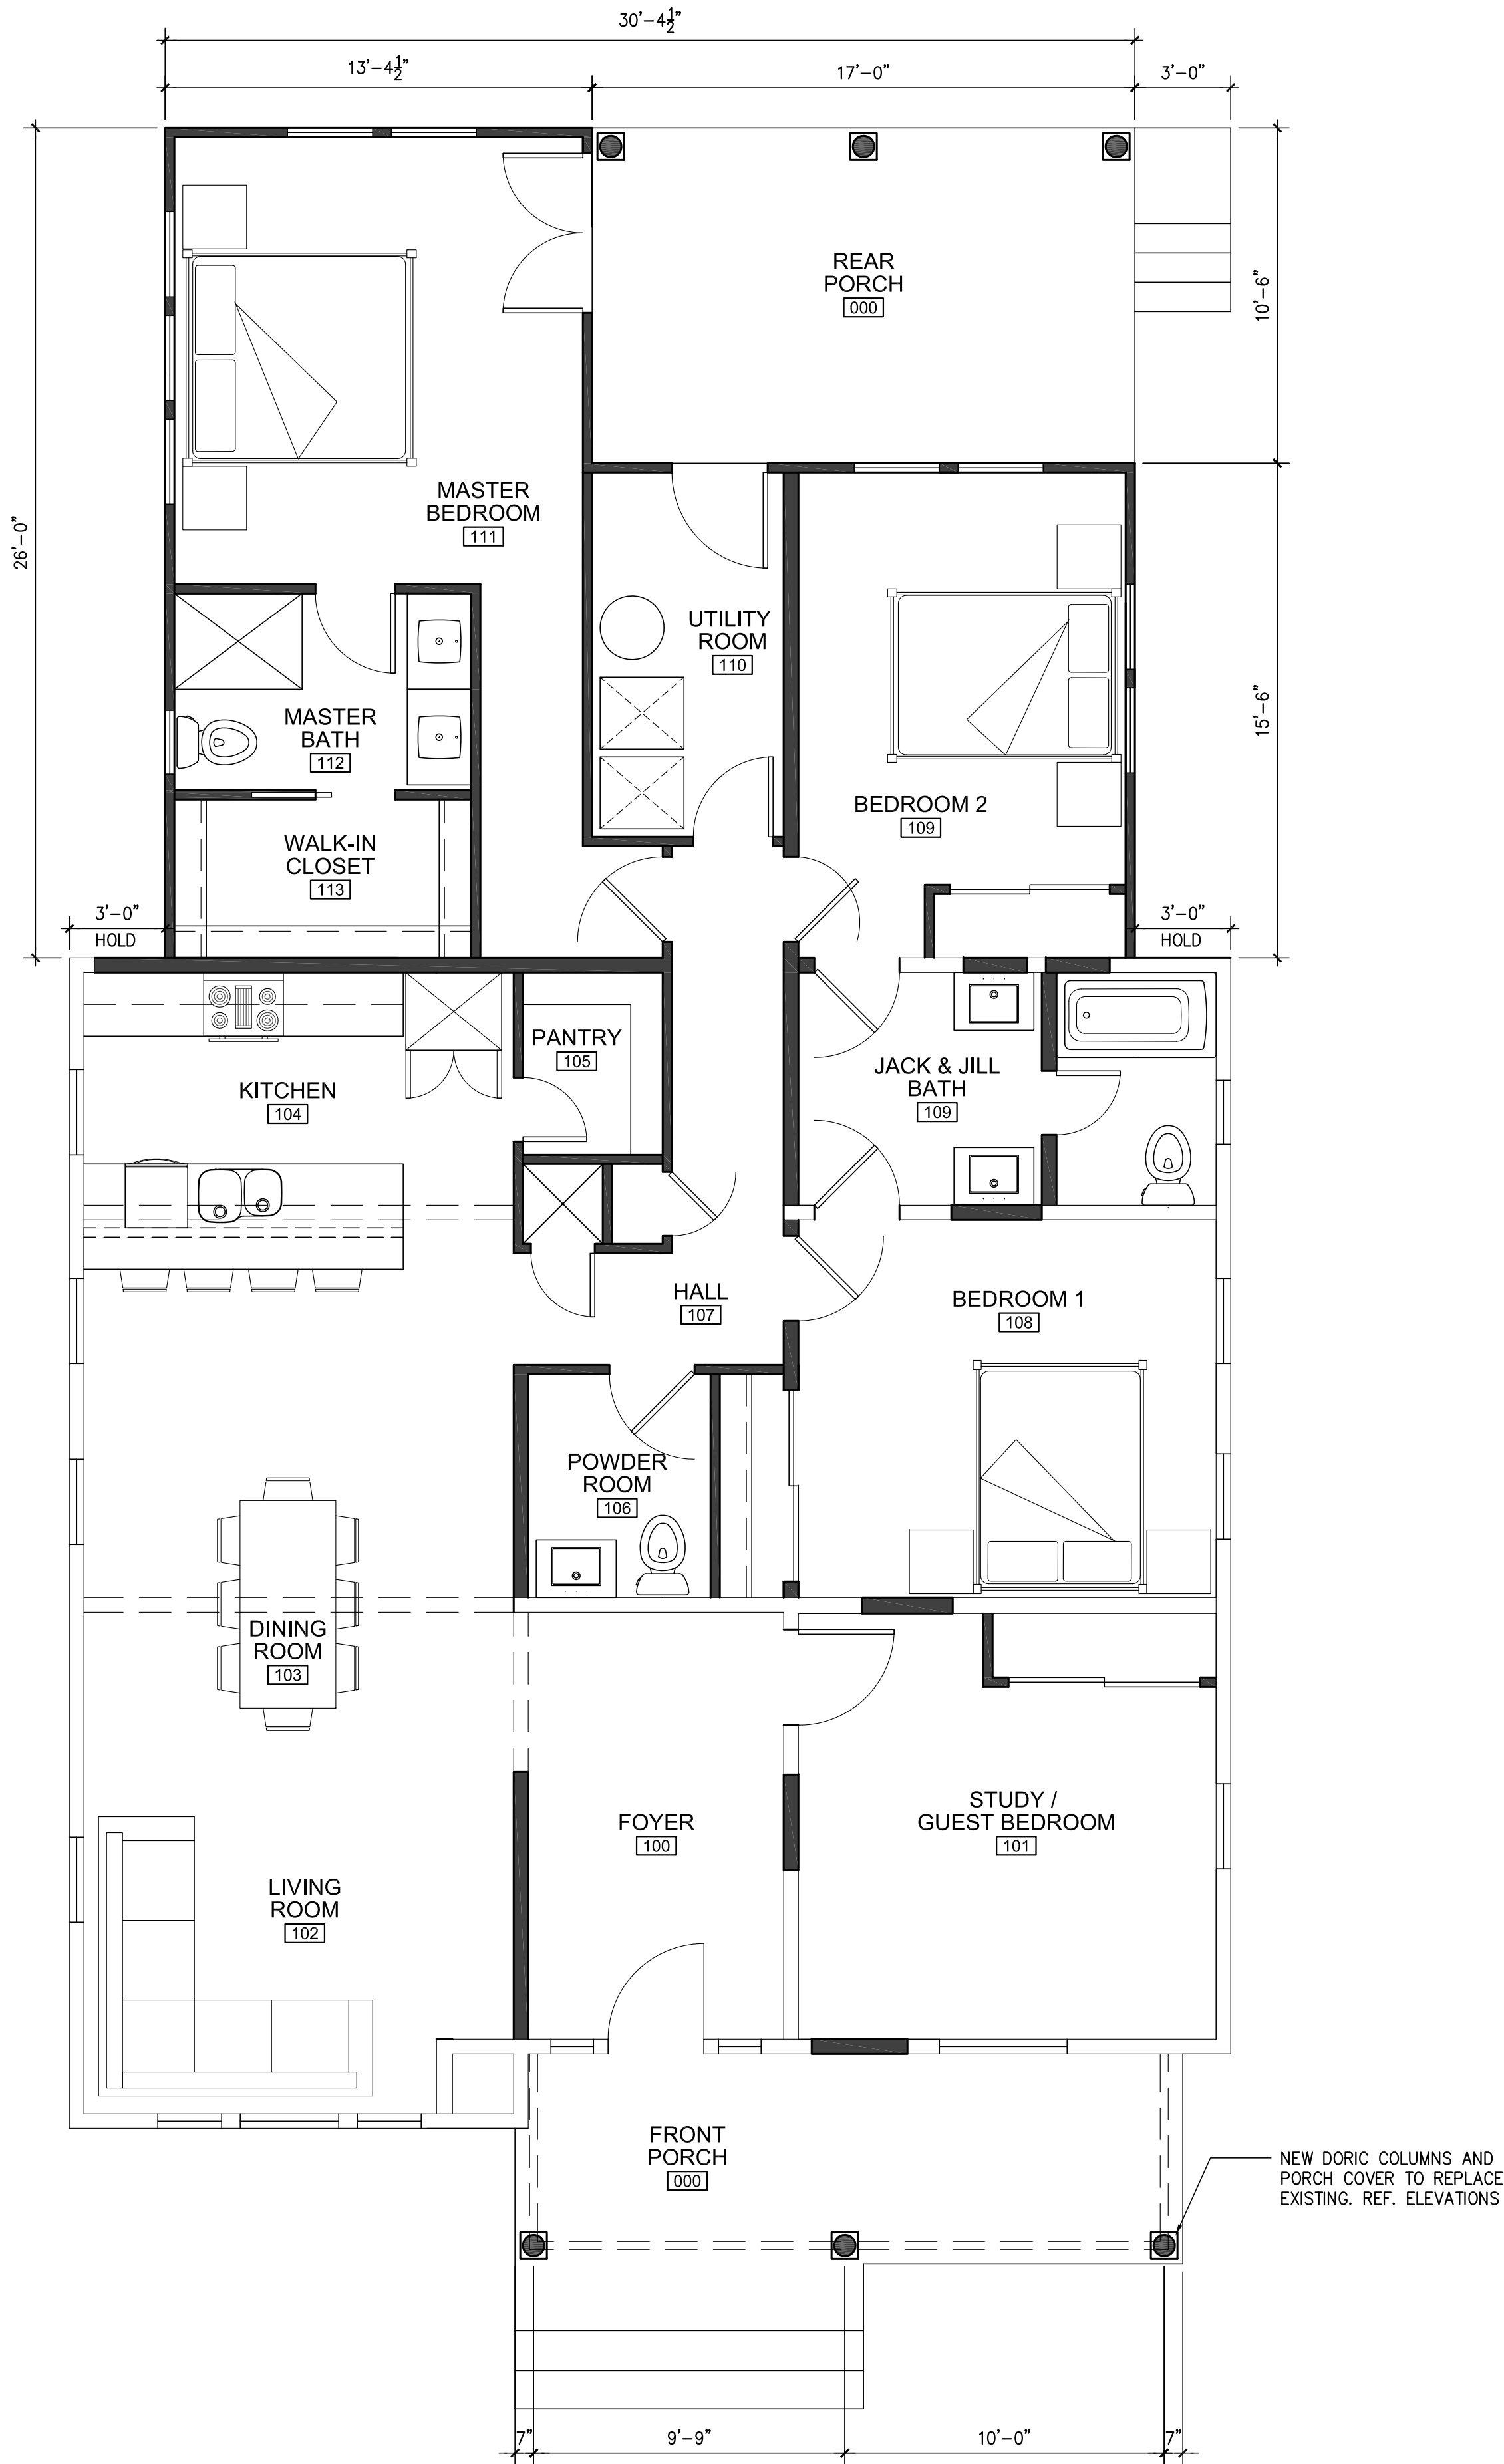 30'-4½"
13'-4½"
17'-0"
3'-0"
26'-0"
10'-6"
15'-6"
REAR
PORCH
000
MASTER
BEDROOM
111
UTILITY
ROOM
110
MASTER
BATH
112
BEDROOM 2
109
WALK-IN
CLOSET
113
3'-0"
HOLD
3'-0"
HOLD
PANTRY
105
KITCHEN
104
JACK & JILL
BATH
109
HALL
107
BEDROOM 1
108
POWDER
ROOM
106
DINING
ROOM
103
FOYER
100
STUDY /
GUEST BEDROOM
101
LIVING
ROOM
102
FRONT
PORCH
000
NEW DORIC COLUMNS AND
PORCH COVER TO REPLACE
EXISTING. REF. ELEVATIONS
7"
9'-9"
10'-0"
7"